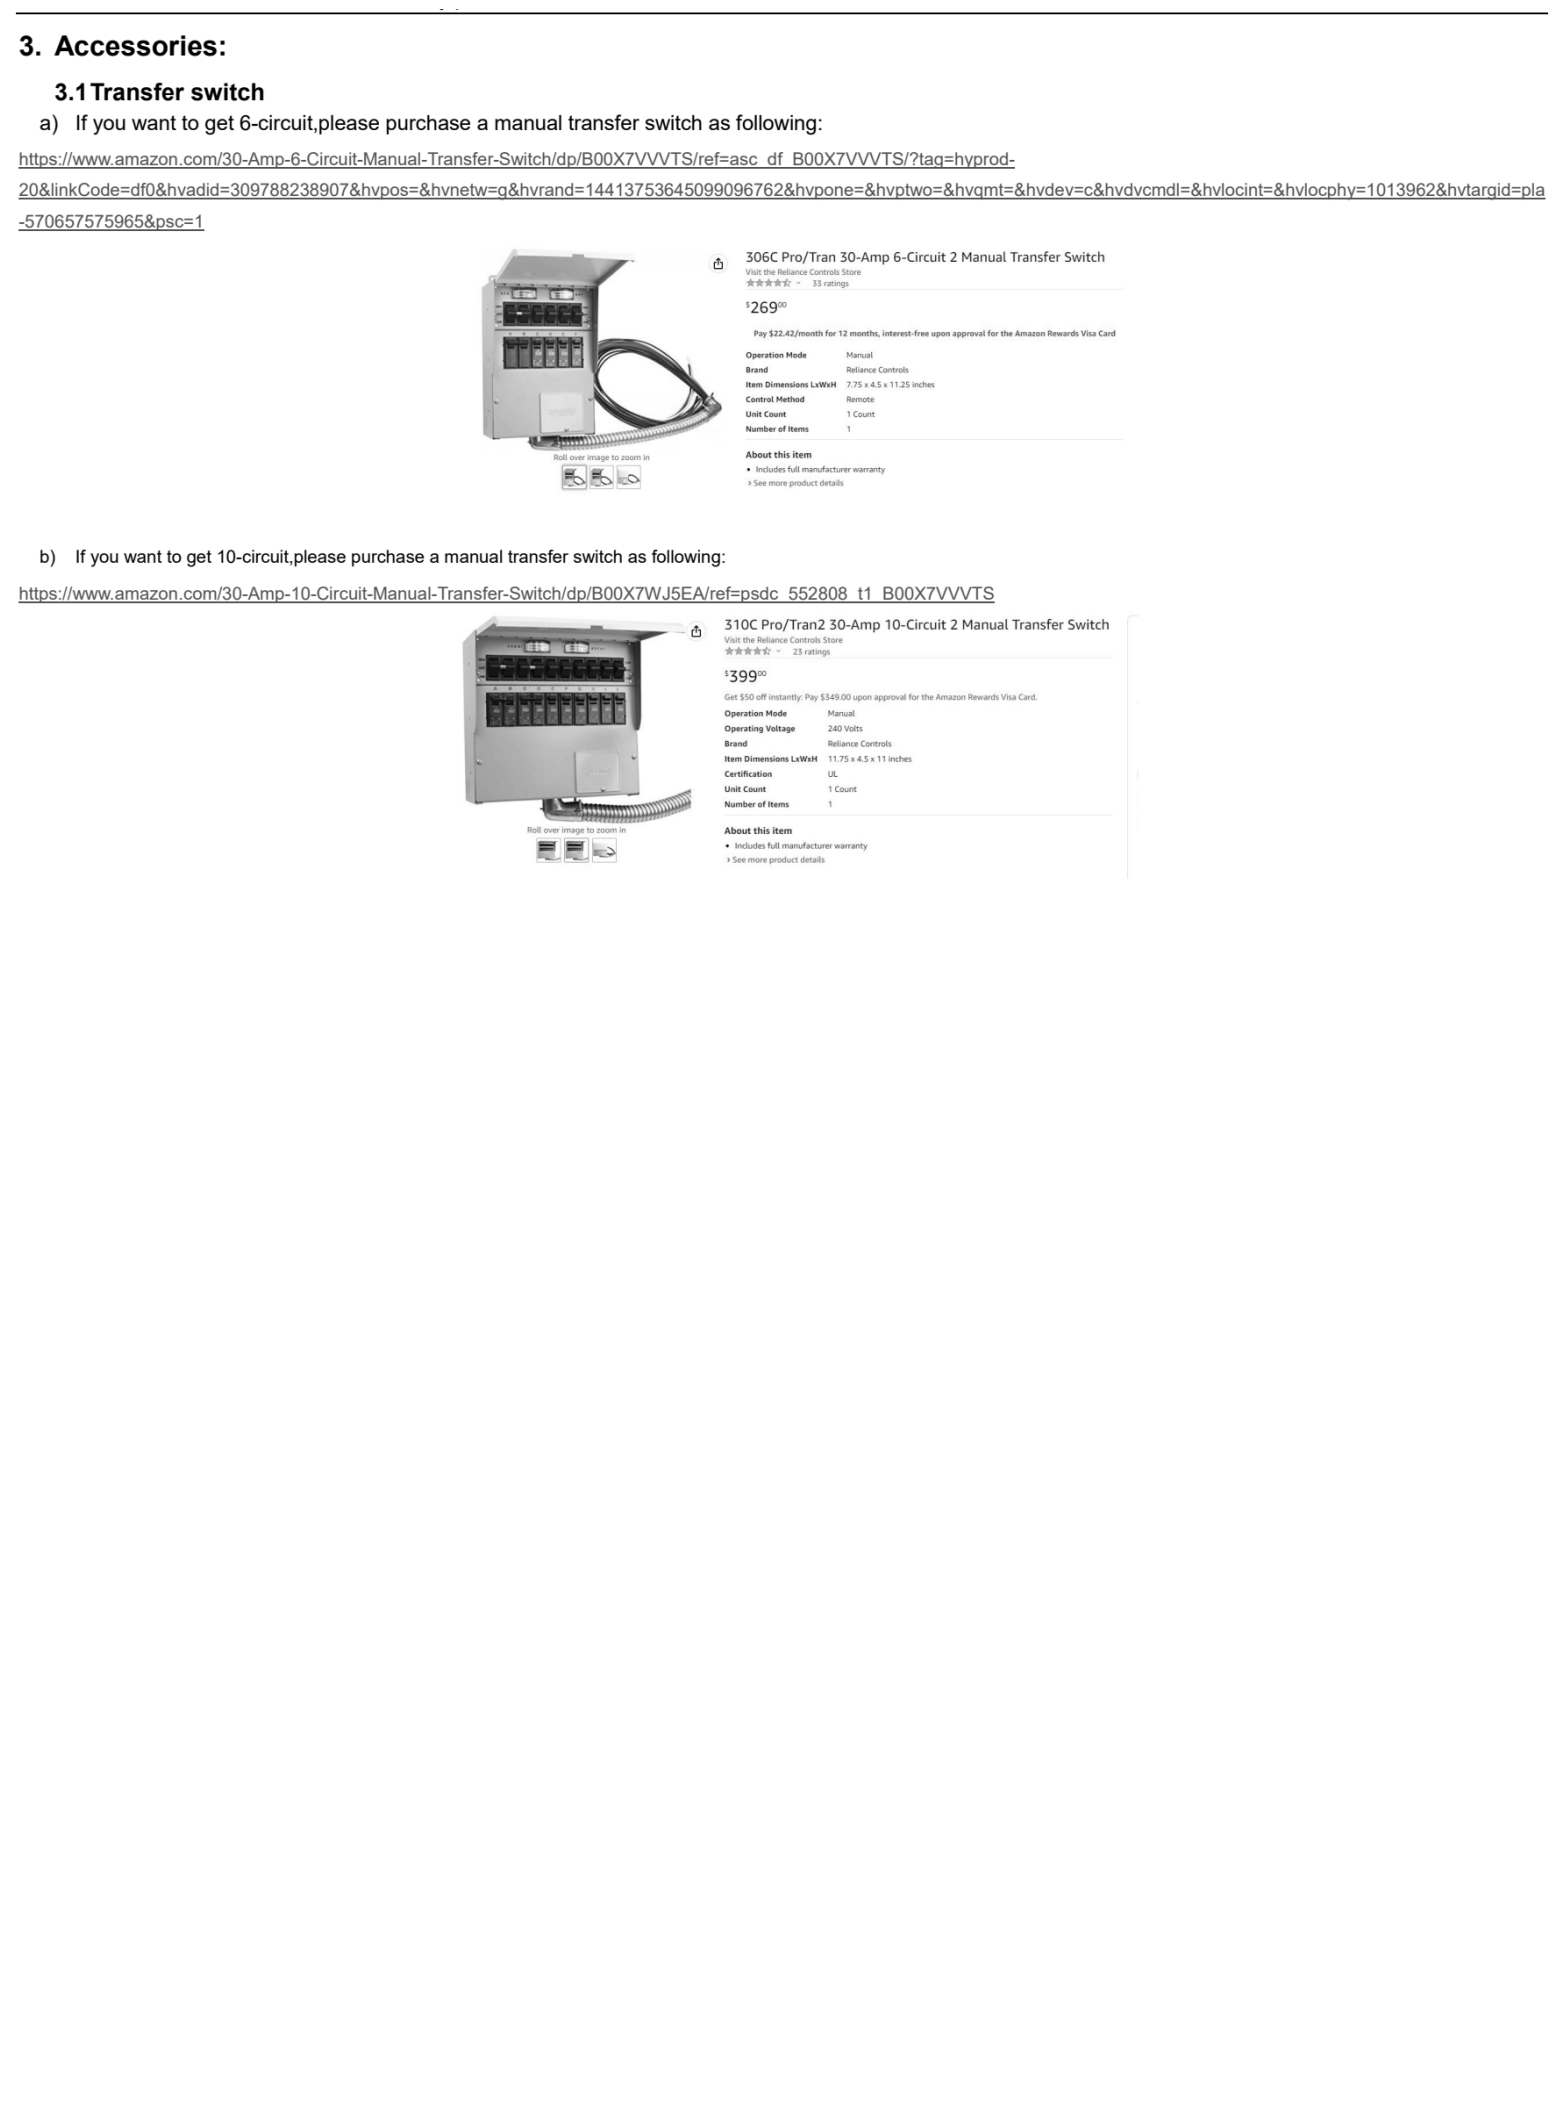 3. Accessories:
3.1 Transfer switch
a) If you want to get 6-circuit,please purchase a manual transfer switch as following:
https://www.amazon.com/30-Amp-6-Circuit-Manual-Transfer-Switch/dp/B00X7VVVTS/ref=asc_df_B00X7VVVTS/?tag=hyprod-
20&linkCode=df0&hvadid=309788238907&hvpos=&hvnetw=g&hvrand=14413753645099096762&hvpone=&hvptwo=&hvqmt=&hvdev=c&hvdvcmdl=&hvlocint=&hvlocphy=1013962&hvtargid=pla
-570657575965&psc=1
306C Pro/Tran 30-Amp 6-Circuit 2 Manual Transfer Switch
Visit the Reliance Controls Store
33 ratings
$26900
Pay $22.42/month for 12 months, interest-free upon approval for the Amazon Rewards Visa Card
Operation Mode Manual
Brand Reliance Controls
Item Dimensions LxWxH 7.75 x 4.5 x 11.25 inches
Control Method Remote
Unit Count 1 Count
Number of Items 1
About this item
• Includes full manufacturer warranty
› See more product details
Roll over image to zoom in
b) If you want to get 10-circuit,please purchase a manual transfer switch as following:
https://www.amazon.com/30-Amp-10-Circuit-Manual-Transfer-Switch/dp/B00X7WJ5EA/ref=psdc_552808_t1_B00X7VVVTS
310C Pro/Tran2 30-Amp 10-Circuit 2 Manual Transfer Switch
Visit the Reliance Controls Store
23 ratings
$39900
Get $50 off instantly: Pay $349.00 upon approval for the Amazon Rewards Visa Card.
Operation Mode Manual
Operating Voltage 240 Volts
Brand Reliance Controls
Item Dimensions LxWxH 11.75 x 4.5 x 11 inches
Certification UL
Unit Count 1 Count
Number of Items 1
About this item
• Includes full manufacturer warranty
› See more product details
Roll over image to zoom in